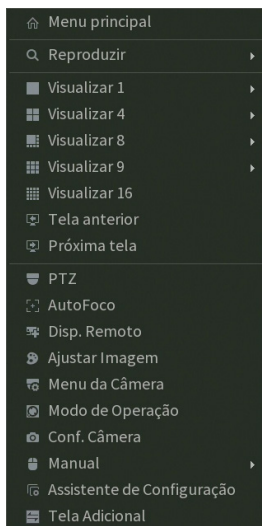 Menu principal
Reproduzir
Visualizar 1
Visualizar 4
Visualizar 8
Visualizar 9
Visualizar 16
Tela anterior
Próxima tela
PTZ
AutoFoco
Disp. Remoto
Ajustar Imagem
Menu da Câmera
Modo de Operação
Conf. Câmera
Manual
Assistente de Configuração
Tela Adicional